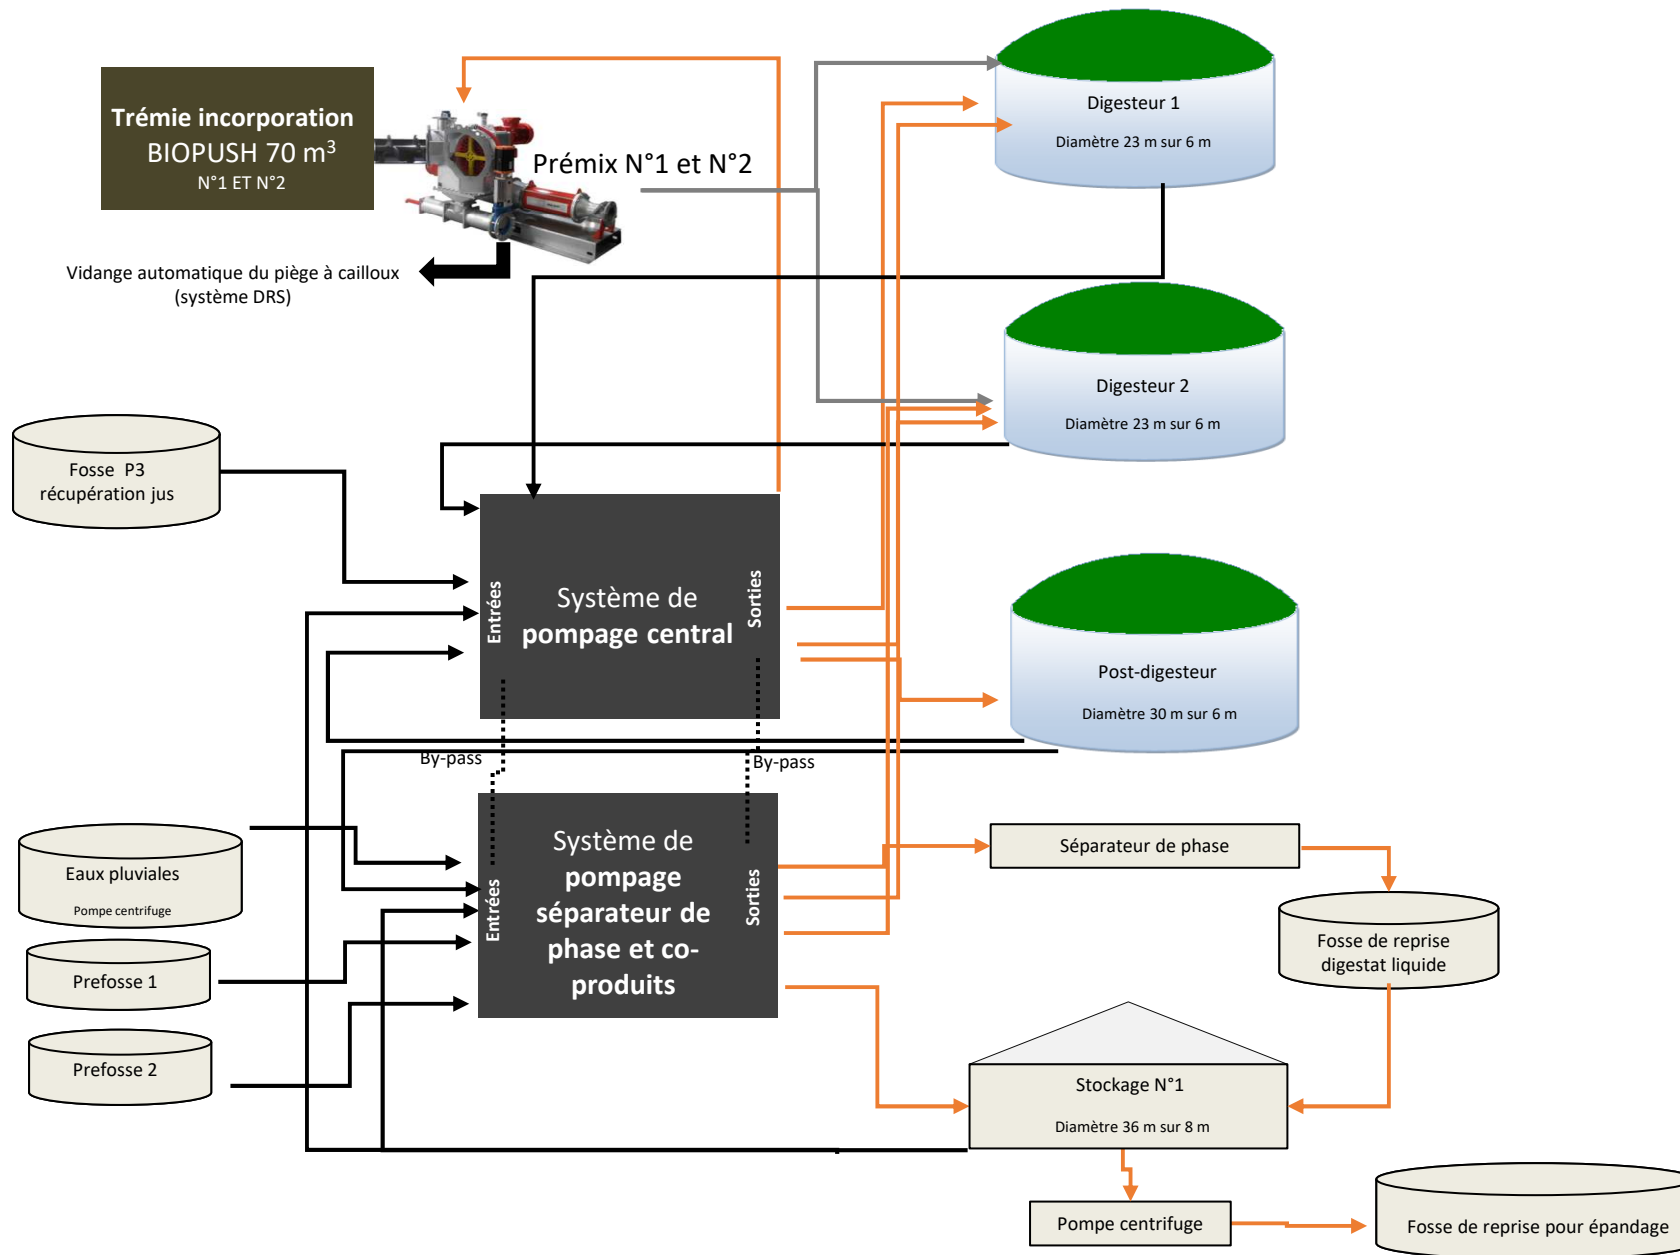 Trémie incorporation
BIOPUSH 70 m³
N°1 ET N°2
Prémix N°1 et N°2
Vidange automatique du piège à cailloux
(système DRS)
Digesteur 1
Diamètre 23 m sur 6 m
Digesteur 2
Diamètre 23 m sur 6 m
Fosse P3
récupération jus
Entrées
Système de
pompage central
Sorties
Post-digesteur
Diamètre 30 m sur 6 m
By-pass
By-pass
Eaux pluviales
Pompe centrifuge
Prefosse 1
Prefosse 2
Entrées
Système de
pompage
séparateur de
phase et co-
produits
Sorties
Séparateur de phase
Fosse de reprise
digestat liquide
Stockage N°1
Diamètre 36 m sur 8 m
Pompe centrifuge
Fosse de reprise pour épandage